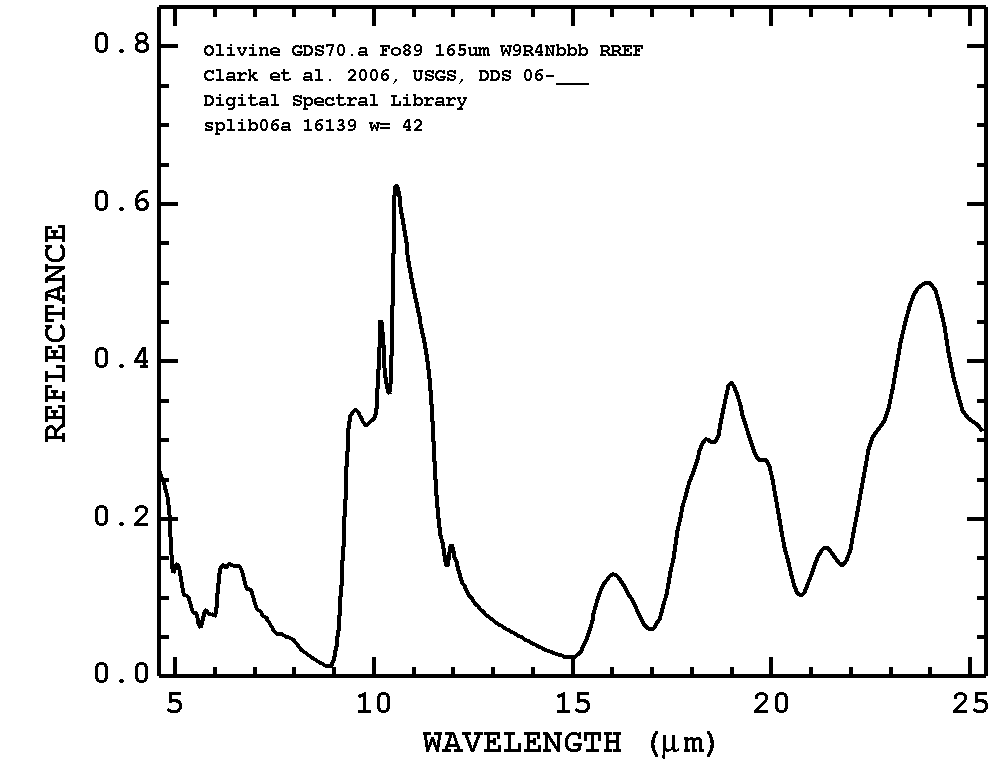 0.8
0.6
0.4
0.2
0.0
REFLECTANCE
Olivine GDS70.a Fo89 165um W9R4Nbbb RREF
Clark et al. 2006, USGS, DDS 06-___
Digital Spectral Library
splib06a 16139 w= 42
5 10 15 20 25
WAVELENGTH (μm)